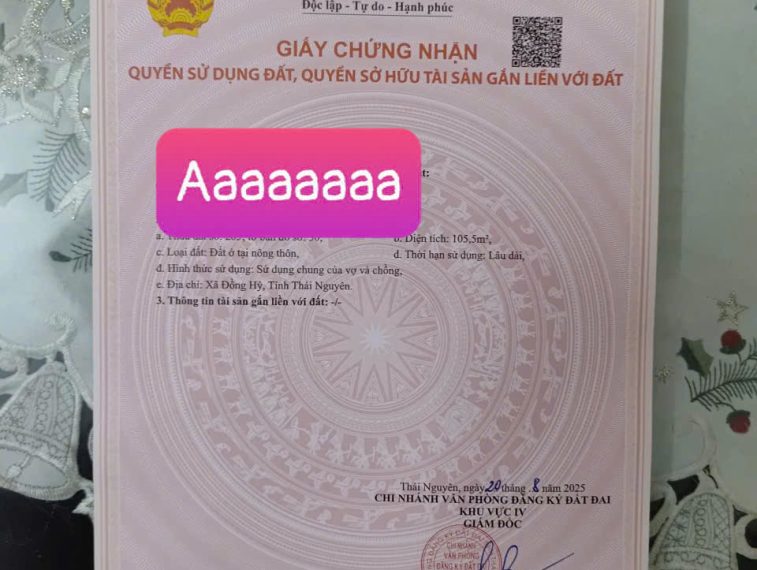 Độc lập - Tự do - Hạnh phúc
GIẤY CHỨNG NHẬN
QUYỀN SỬ DỤNG ĐẤT, QUYỀN SỞ HỮU TÀI SẢN GẮN LIỀN VỚI ĐẤT
Aaaaaaaa
b. Diện tích: 105,5m²,
c. Loại đất: Đất ở tại nông thôn,
d. Thời hạn sử dụng: Lâu dài,
đ. Hình thức sử dụng: Sử dụng chung của vợ và chồng,
e. Địa chỉ: Xã Đồng Hỷ, Tỉnh Thái Nguyên.
3. Thông tin tài sản gắn liền với đất: -/-
Thái Nguyên, ngày 20 tháng .8 năm 2025
CHI NHÁNH VĂN PHÒNG ĐĂNG KÝ ĐẤT ĐAI
KHU VỰC IV
GIÁM ĐỐC
CHI NHÁNH
VĂN PHÒNG